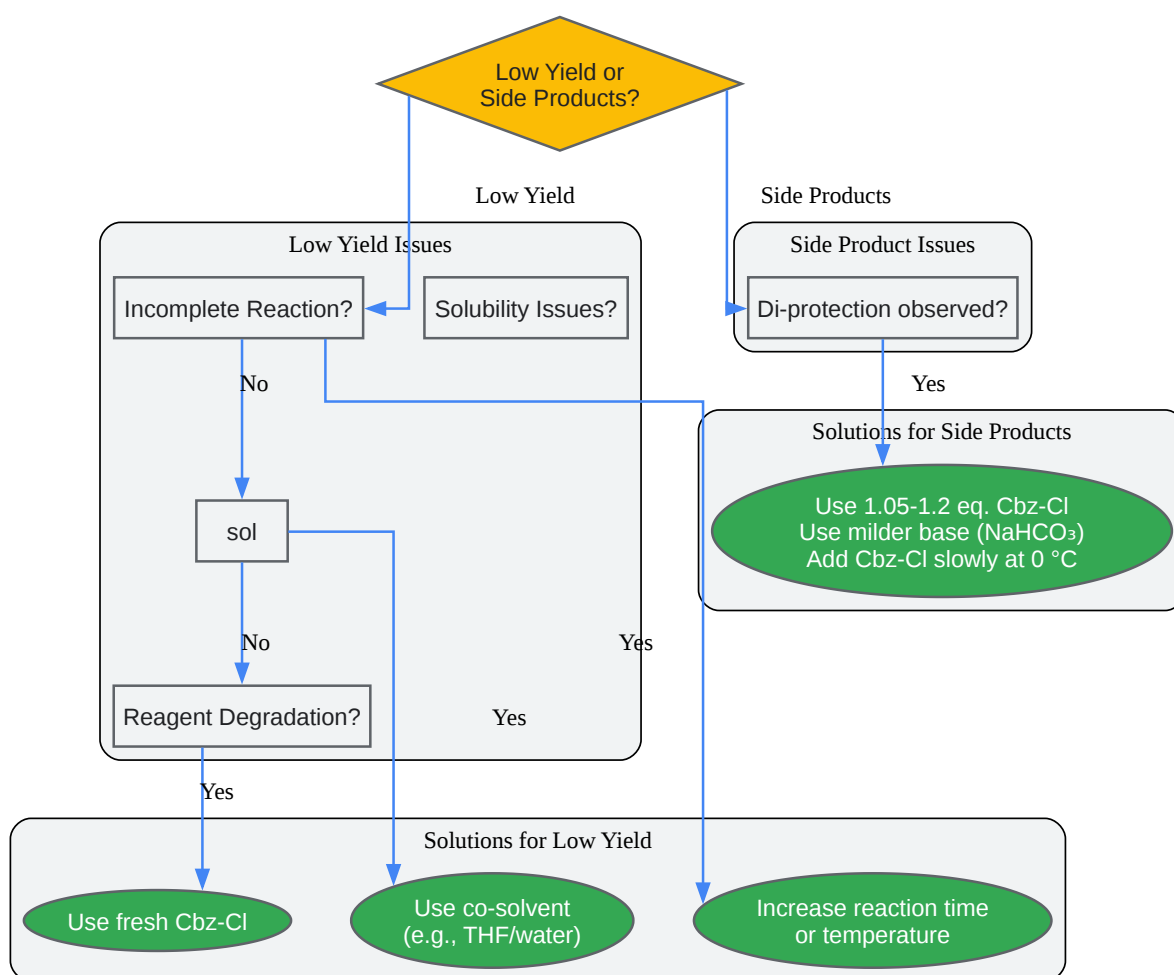 Low Yield or
Side Products?
Low Yield
Side Products
Low Yield Issues
Side Product Issues
Incomplete Reaction?
Solubility Issues?
Di-protection observed?
No
Yes
Solutions for Side Products
sol
Use 1.05-1.2 eq. Cbz-Cl
Use milder base (NaHCO₃)
Add Cbz-Cl slowly at 0 °C
No
Yes
Reagent Degradation?
Yes
Yes
Solutions for Low Yield
Use fresh Cbz-Cl
Use co-solvent
(e.g., THF/water)
Increase reaction time
or temperature